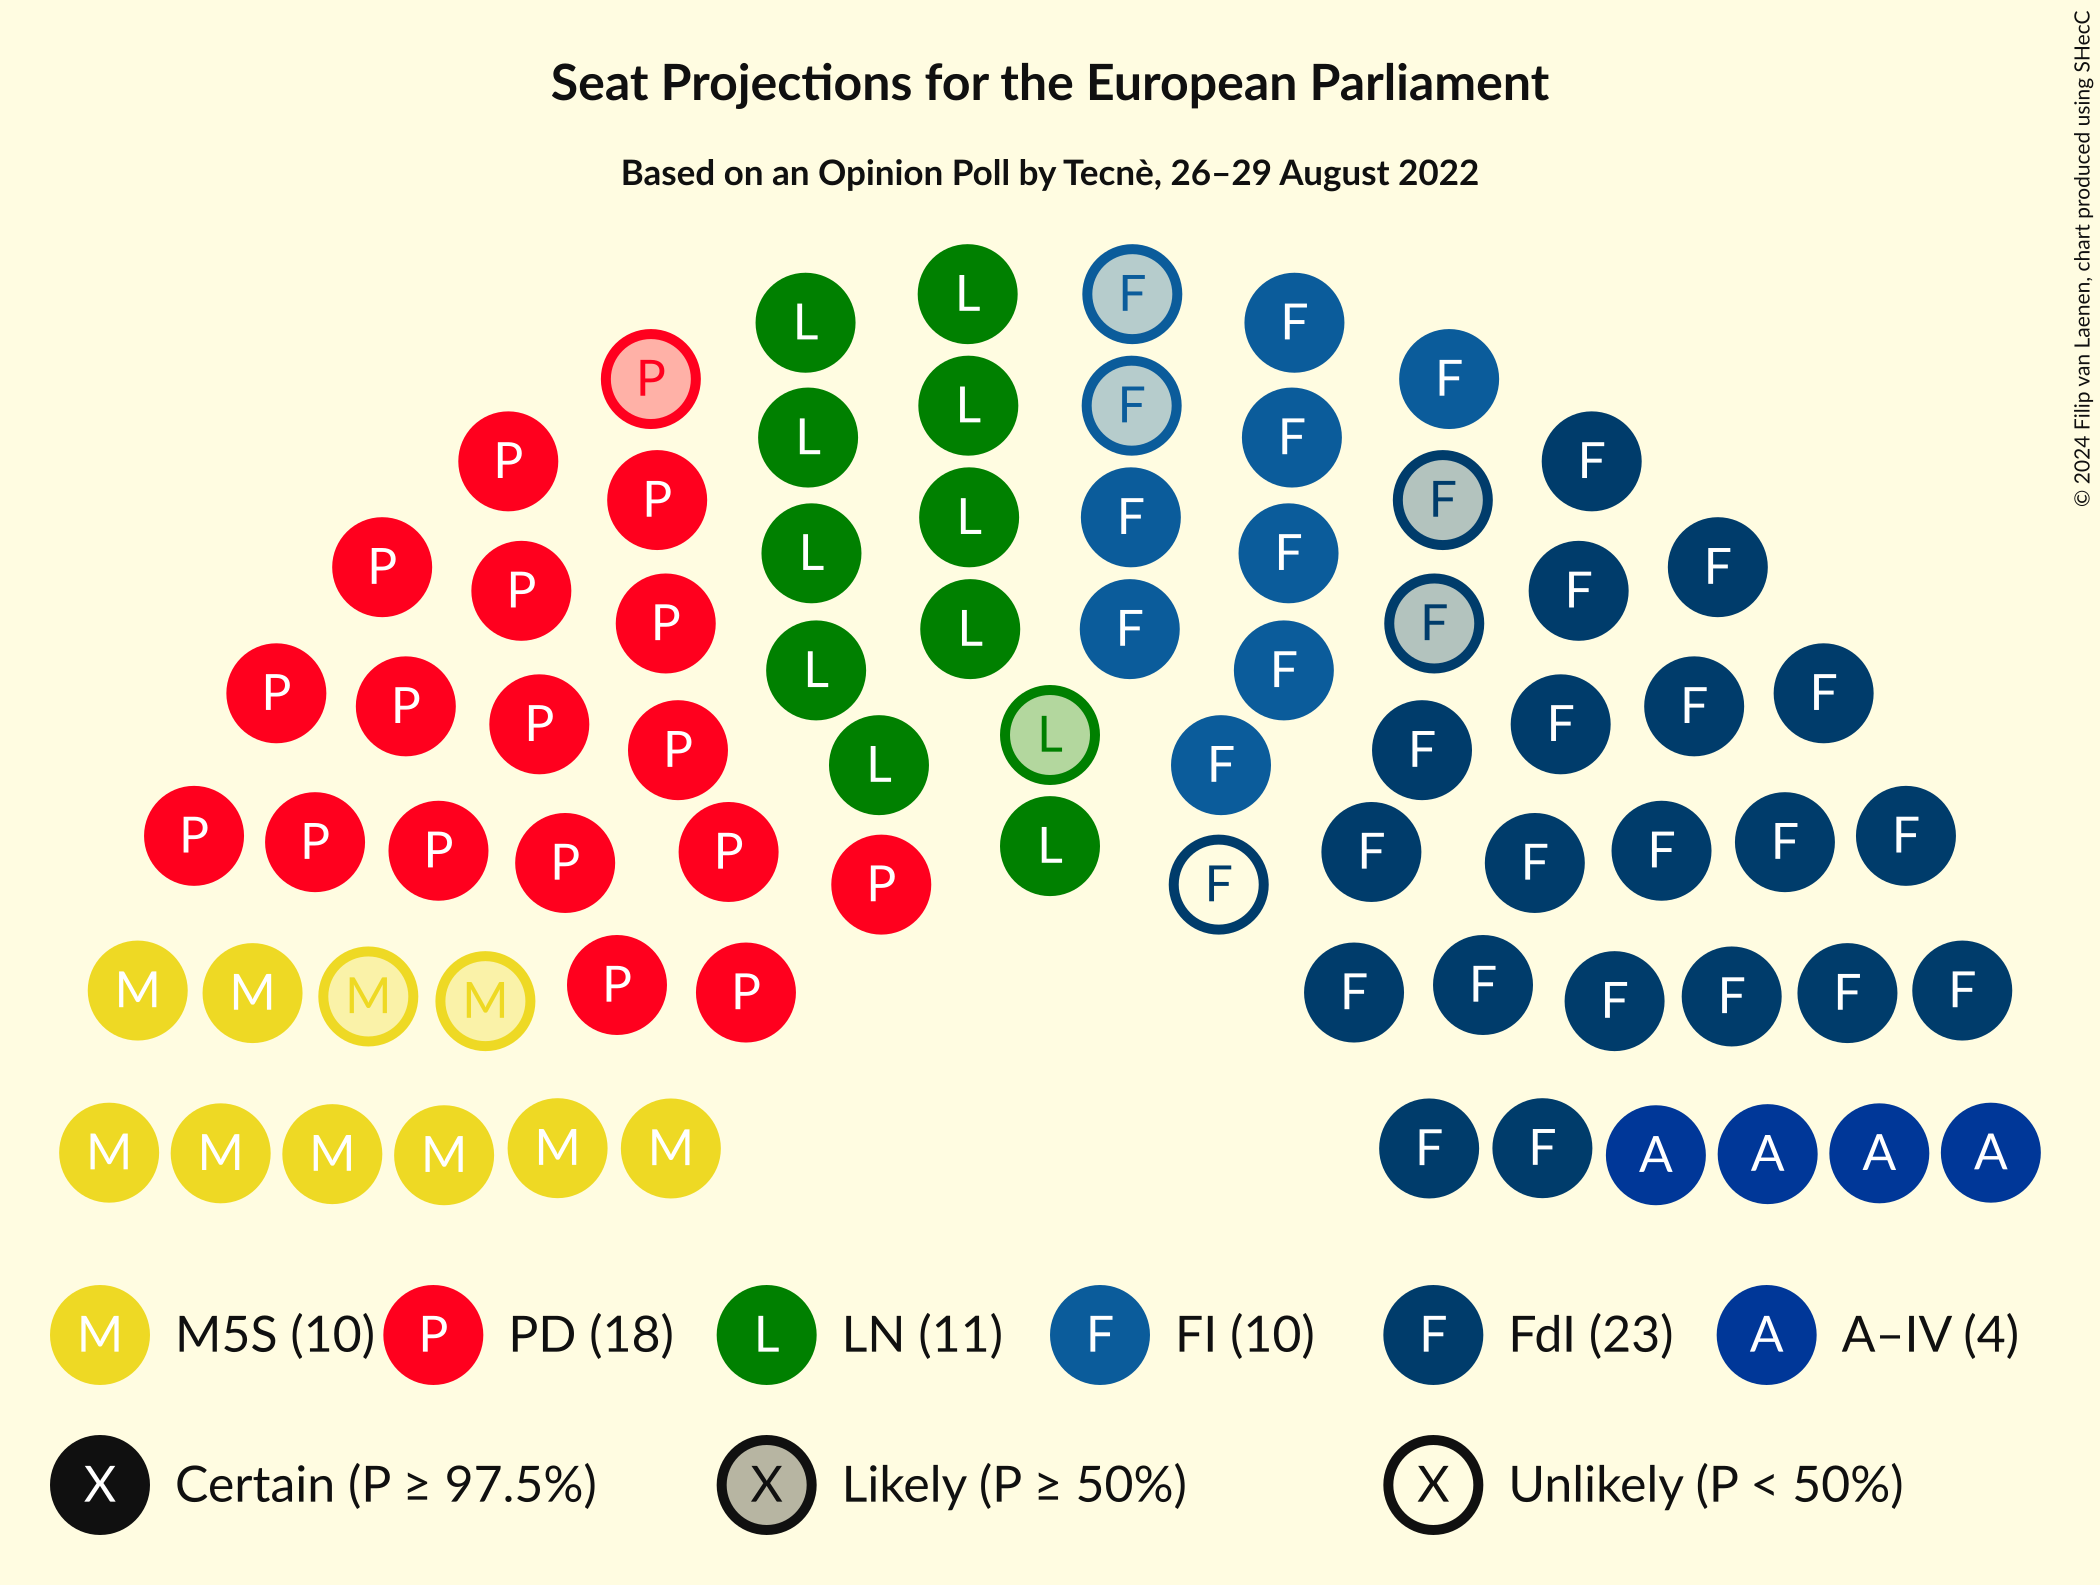 Seat Projections for the European Parliament
Based on an Opinion Poll by Tecnè, 26–29 August 2022
© 2024 Filip van Laenen, chart produced using SHecC
L L F F
P L F F
L L F F
P P F F
L L F F
P P F F
P L L F F F
P P P P L F F F F F
P P L F F F
P P P P P L F F F F F F
M M M M P P F F F F F F
M M M M M M F F A A A A
M M5S (10) P PD (18) L LN (11) F FI (10) F FdI (23) A A–IV (4)
X Certain (P ≥ 97.5%) X Likely (P ≥ 50%) X Unlikely (P < 50%)